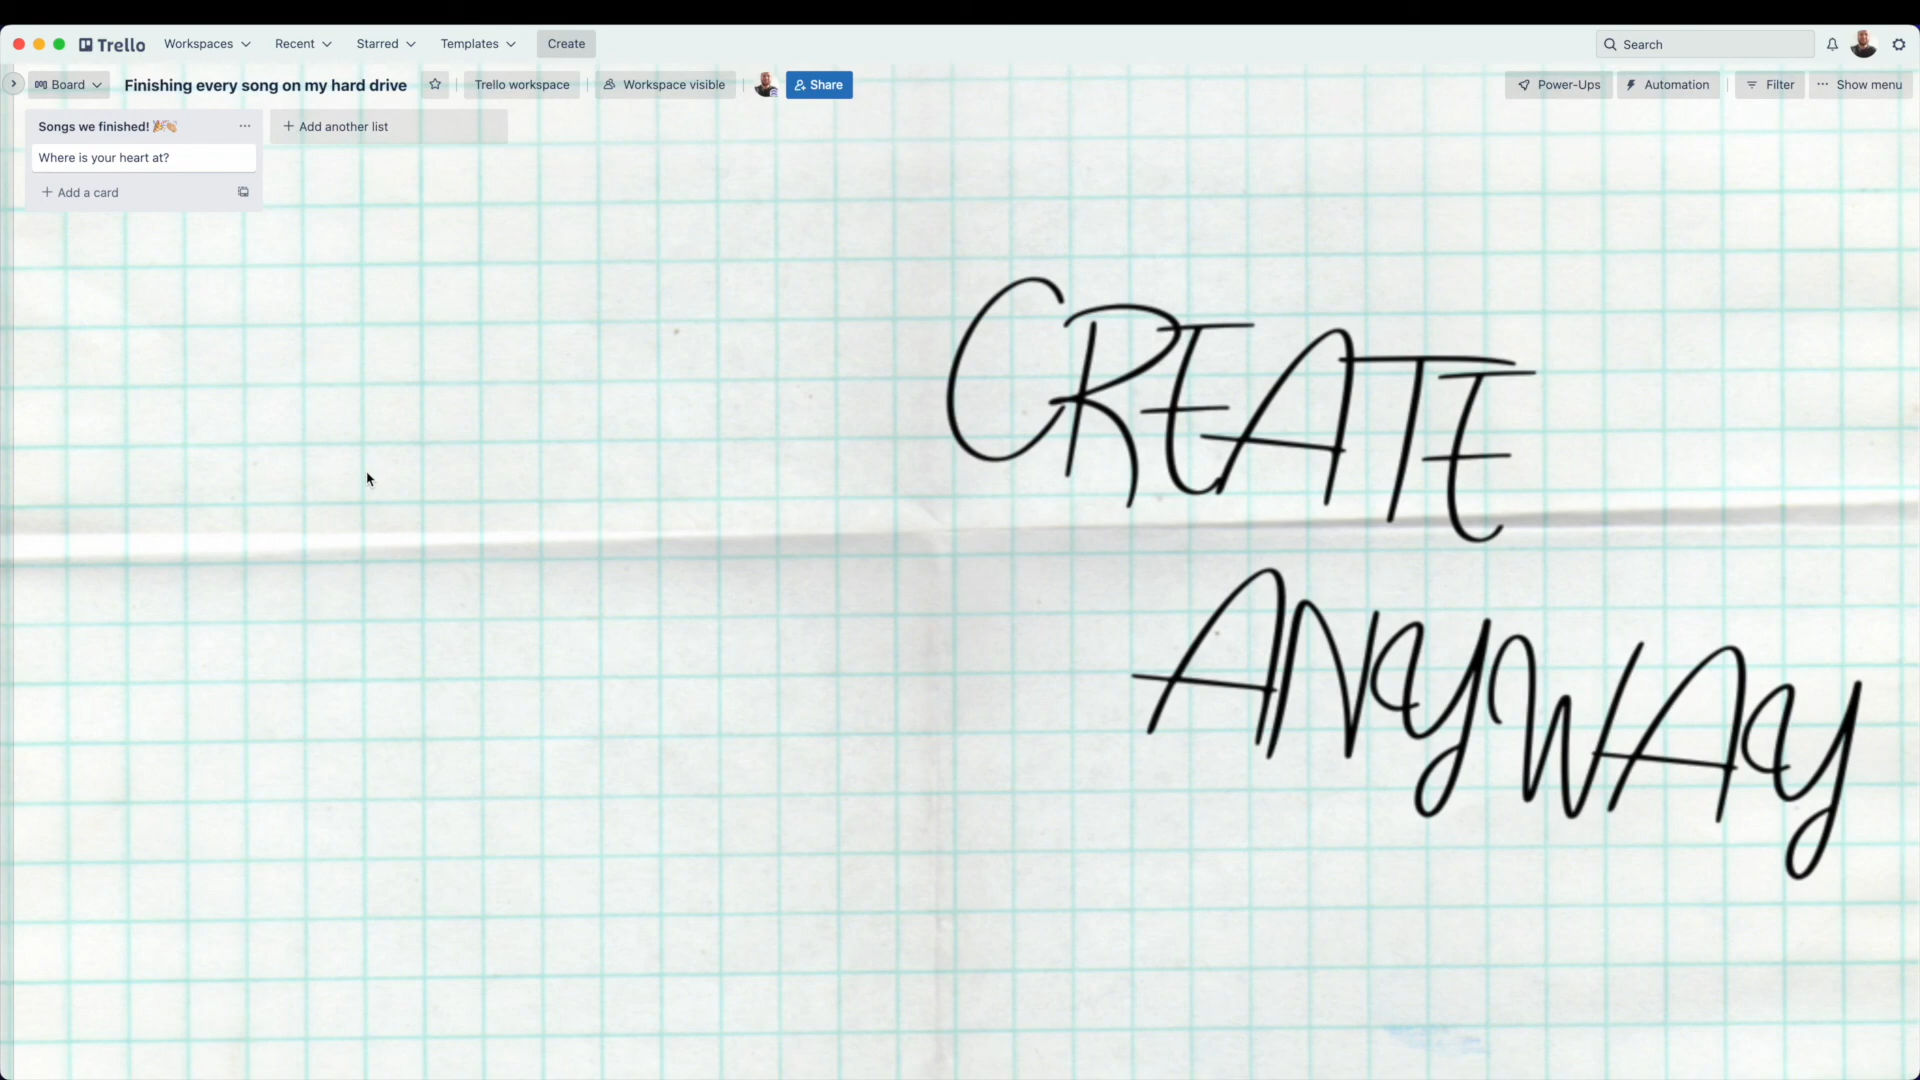 Trello Workspaces Recent Starred Templates Create Search
Board Finishing every song on my hard drive Trello workspace Workspace visible Share Power-Ups Automation Filter Show menu
Songs we finished! 🎉👏 + Add another list
Where is your heart at?
+ Add a card
CREATE
ANYWAY